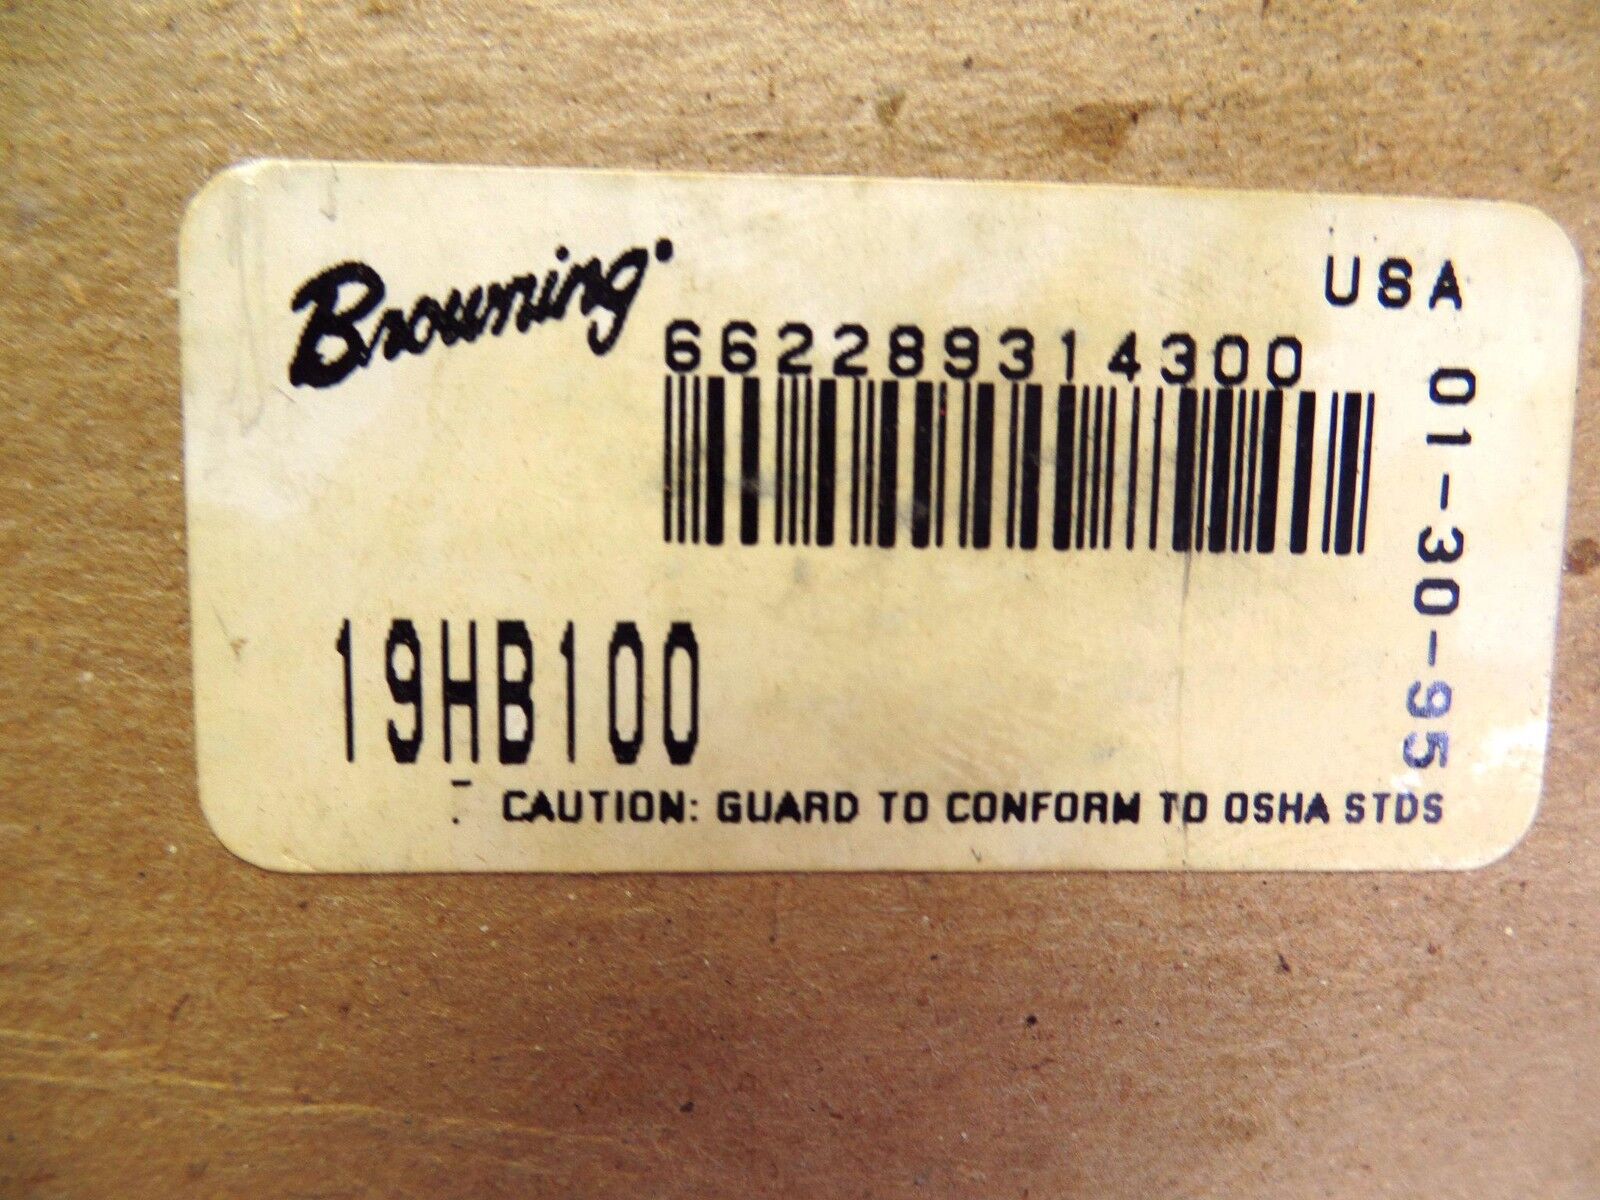 Browning
USA
662289314300
01-30-95
19HB100
CAUTION: GUARD TO CONFORM TO OSHA STDS